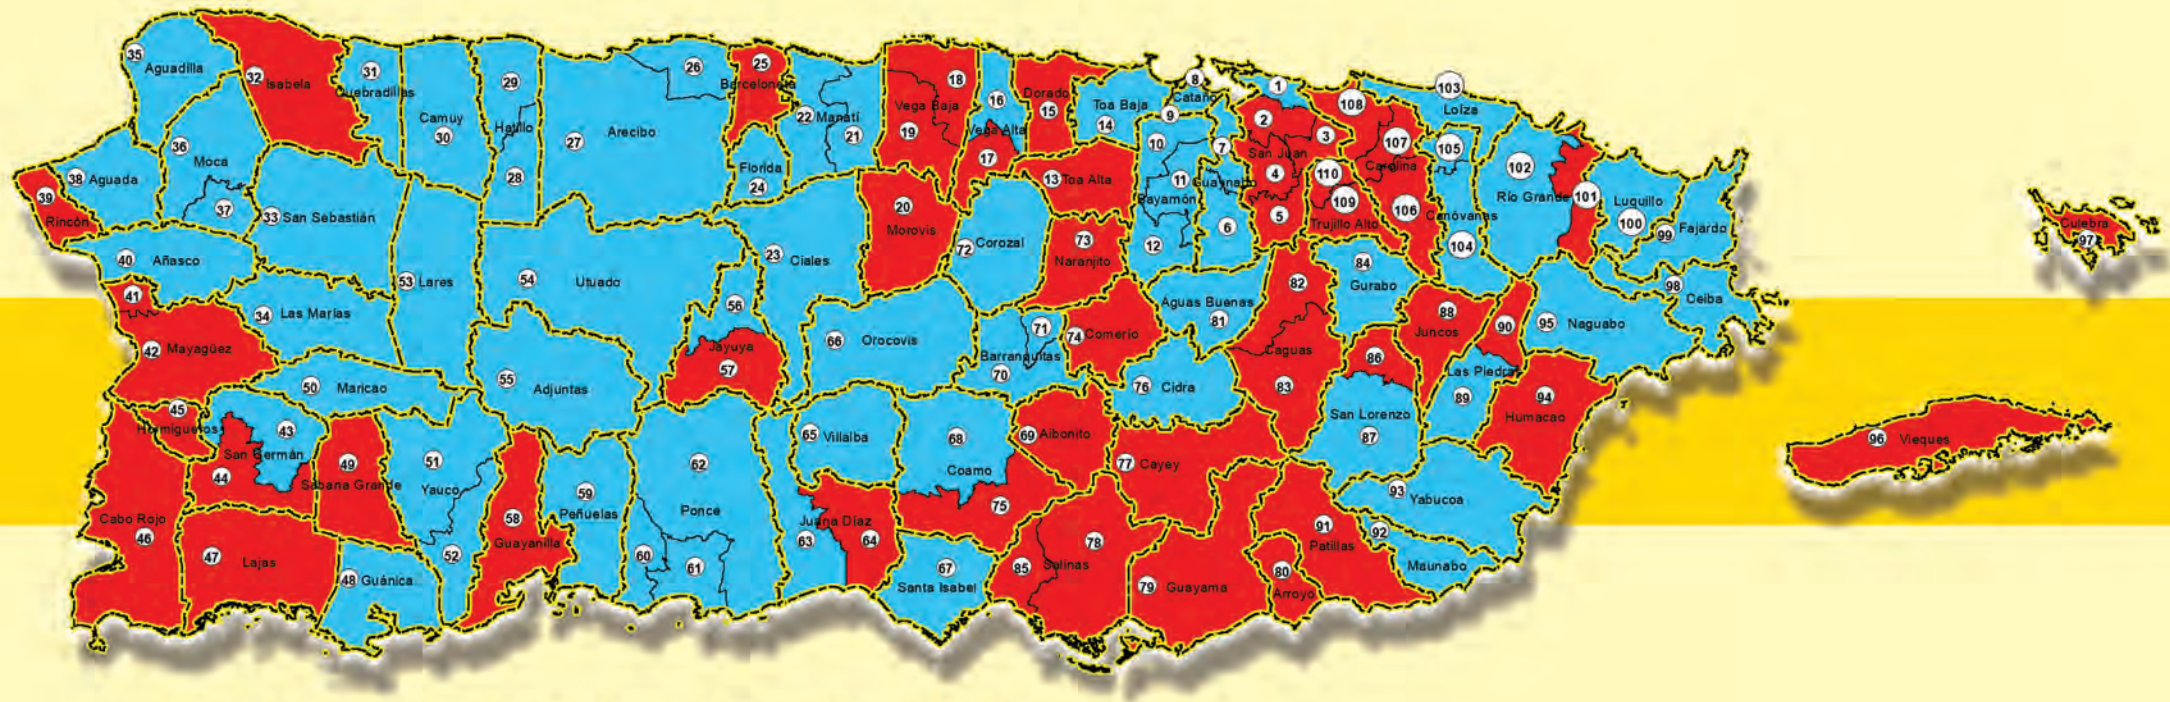 35
Aguadilla
32
Isabela
31
Quebradillas
Camuy
30
29
Hatillo
28
27
Arecibo
26
25
Barceloneta
Florida
24
22
Manatí
21
18
Vega Baja
19
16
Vega Alta
17
Dorado
15
Toa Baja
14
8
Cataño
9
10
11
Bayamón
12
7
Guaynabo
6
1
2
3
San Juan
4
5
108
107
Carolina
106
110
109
Trujillo Alto
103
Loíza
105
Canóvanas
104
102
Río Grande
101
Luquillo
100
99
Fajardo
98
Ceiba
Culebra
97
36
Moca
37
38
Aguada
39
Rincón
33
San Sebastián
40
Añasco
13
Toa Alta
20
Morovis
72
Corozal
73
Naranjito
23
Ciales
53
Lares
54
Utuado
56
Jayuya
57
41
42
Mayagüez
34
Las Marías
50
Maricao
55
Adjuntas
66
Orocovis
71
Barranquitas
70
74
Comerío
Aguas Buenas
81
82
Caguas
83
84
Gurabo
88
Juncos
86
90
Las Piedras
89
95
Naguabo
94
Humacao
San Lorenzo
87
76
Cidra
45
Hormigueros
43
San Germán
44
49
Sabana Grande
51
Yauco
52
58
Guayanilla
59
Peñuelas
62
Ponce
60
61
65
Villalba
Juana Díaz
63
64
68
Coamo
75
69
Aibonito
77
Cayey
93
Yabucoa
92
Maunabo
91
Patillas
80
Arroyo
79
Guayama
78
Salinas
85
67
Santa Isabel
Cabo Rojo
46
47
Lajas
48
Guánica
96
Vieques